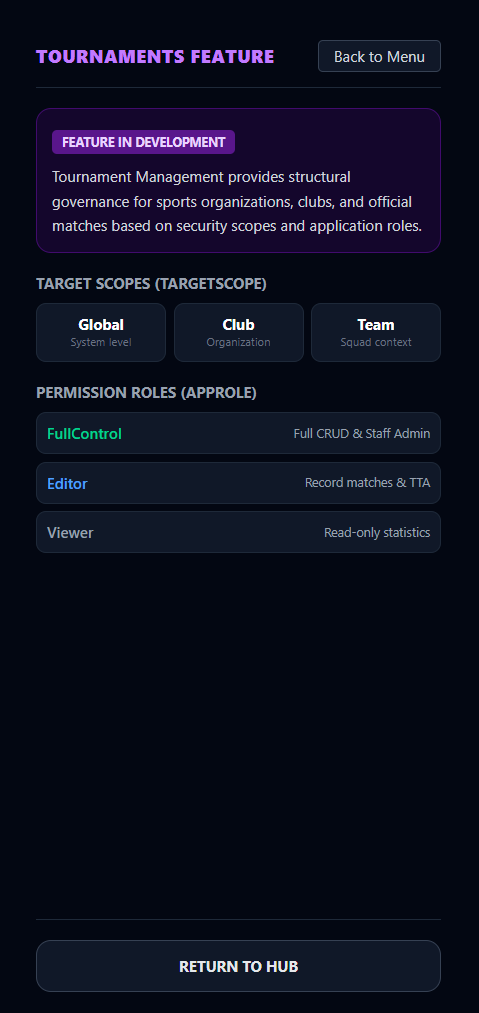 TOURNAMENTS FEATURE
Back to Menu
FEATURE IN DEVELOPMENT
Tournament Management provides structural
governance for sports organizations, clubs, and official
matches based on security scopes and application roles.
TARGET SCOPES (TARGETSCOPE)
Global
System level
Club
Organization
Team
Squad context
PERMISSION ROLES (APPROLE)
FullControl
Full CRUD & Staff Admin
Editor
Record matches & TTA
Viewer
Read-only statistics
RETURN TO HUB